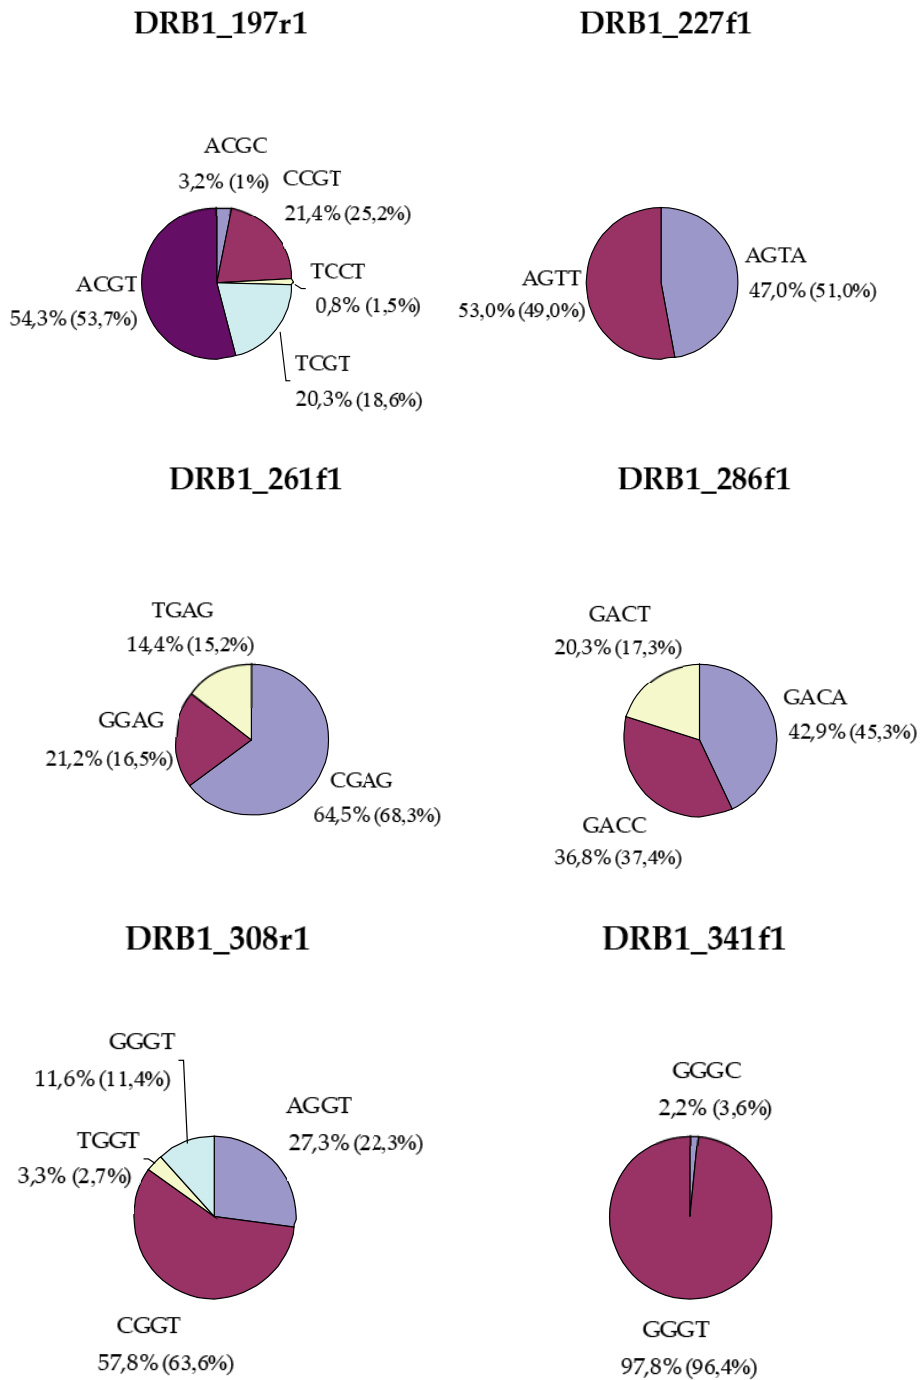 DRB1_197r1
ACGC
3,2% (1%)
CCGT
21,4% (25,2%)
TCCT
0,8% (1,5%)
ACGT
54,3% (53,7%)
TCGT
20,3% (18,6%)
DRB1_227f1
AGTA
47,0% (51,0%)
AGTT
53,0% (49,0%)
DRB1_261f1
TGAG
14,4% (15,2%)
GGAG
21,2% (16,5%)
CGAG
64,5% (68,3%)
DRB1_286f1
GACT
20,3% (17,3%)
GACA
42,9% (45,3%)
GACC
36,8% (37,4%)
DRB1_308r1
GGGT
11,6% (11,4%)
AGGT
27,3% (22,3%)
TGGT
3,3% (2,7%)
CGGT
57,8% (63,6%)
DRB1_341f1
GGGC
2,2% (3,6%)
GGGT
97,8% (96,4%)